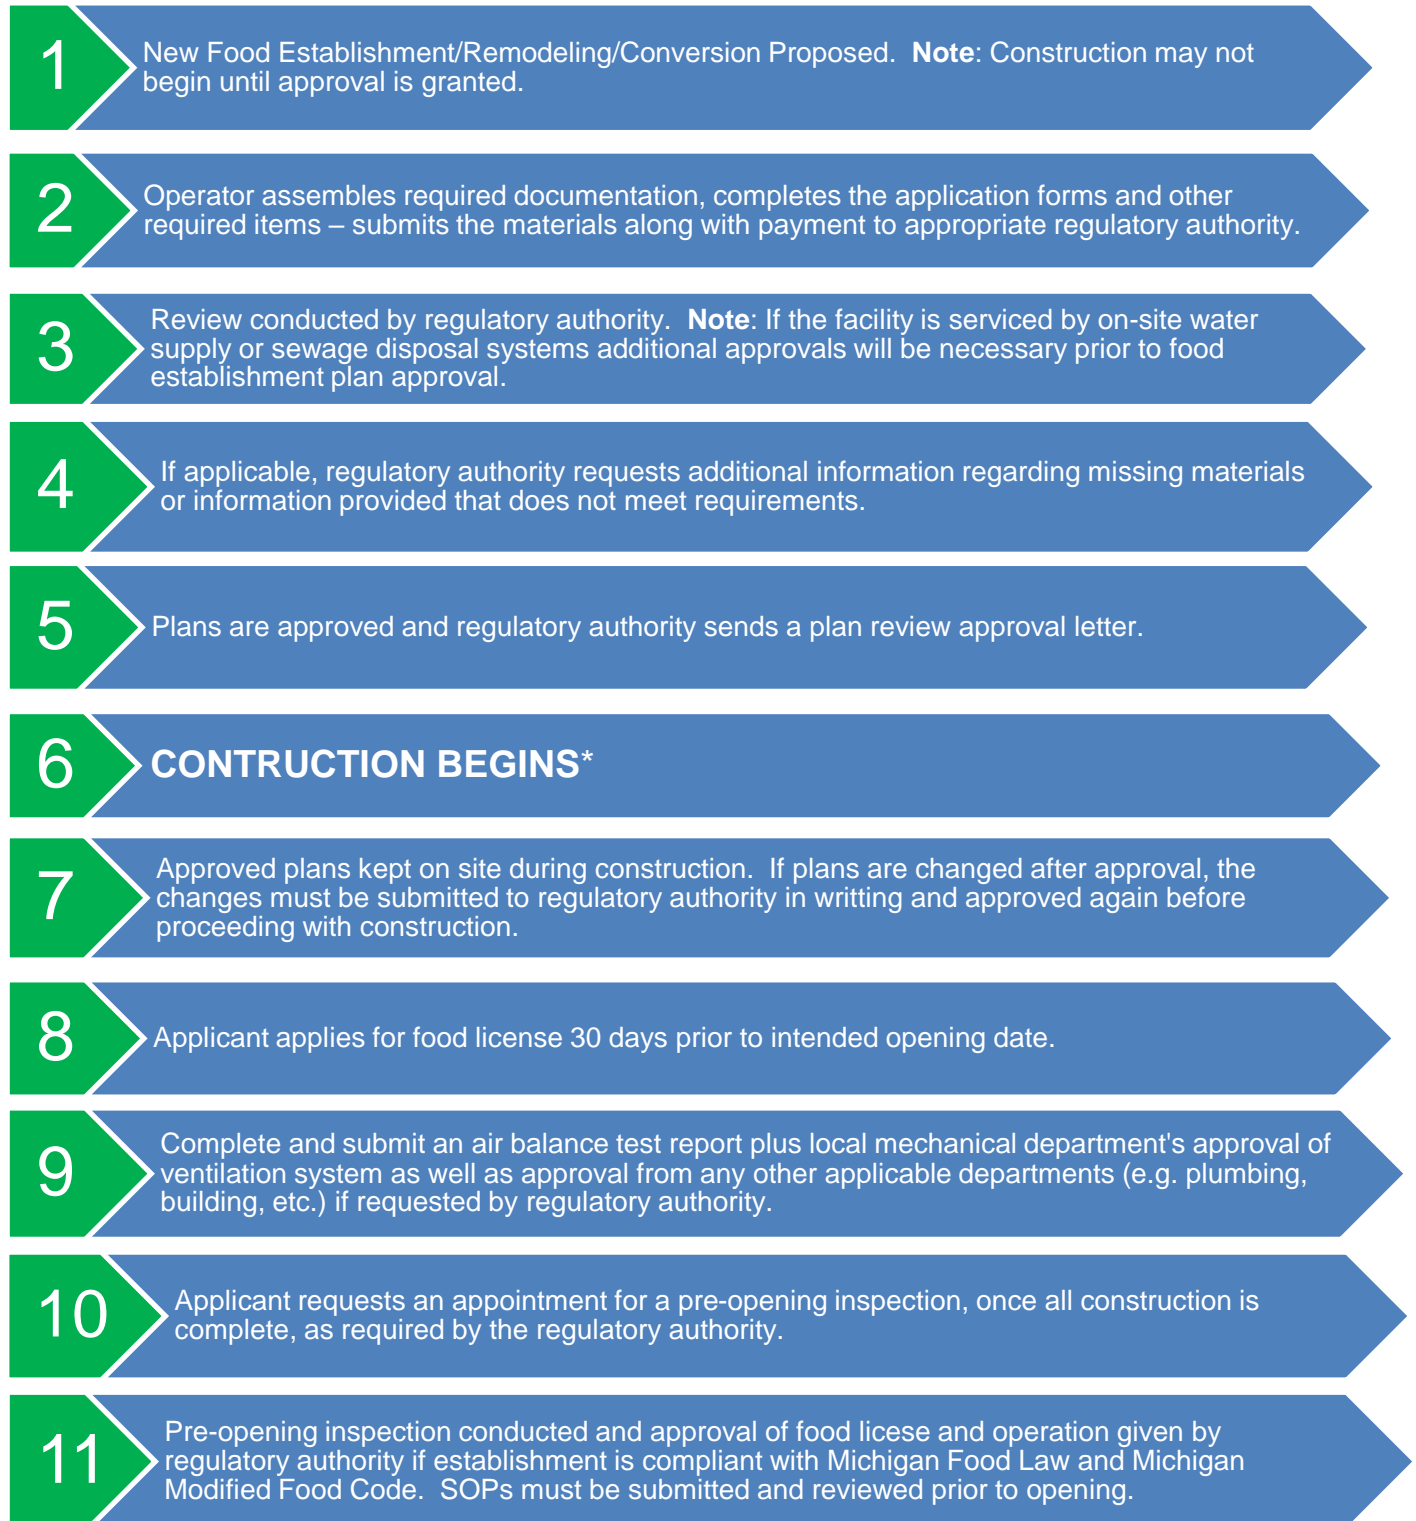 1
New Food Establishment/Remodeling/Conversion Proposed.  Note: Construction may not
begin until approval is granted.
2
Operator assembles required documentation, completes the application forms and other
required items – submits the materials along with payment to appropriate regulatory authority.
3
Review conducted by regulatory authority.  Note: If the facility is serviced by on-site water
supply or sewage disposal systems additional approvals will be necessary prior to food
establishment plan approval.
4
If applicable, regulatory authority requests additional information regarding missing materials
or information provided that does not meet requirements.
5
Plans are approved and regulatory authority sends a plan review approval letter.
6
CONTRUCTION BEGINS*
7
Approved plans kept on site during construction.  If plans are changed after approval, the
changes must be submitted to regulatory authority in writting and approved again before
proceeding with construction.
8
Applicant applies for food license 30 days prior to intended opening date.
9
Complete and submit an air balance test report plus local mechanical department's approval of
ventilation system as well as approval from any other applicable departments (e.g. plumbing,
building, etc.) if requested by regulatory authority.
10
Applicant requests an appointment for a pre-opening inspection, once all construction is
complete, as required by the regulatory authority.
11
Pre-opening inspection conducted and approval of food licese and operation given by
regulatory authority if establishment is compliant with Michigan Food Law and Michigan
Modified Food Code.  SOPs must be submitted and reviewed prior to opening.